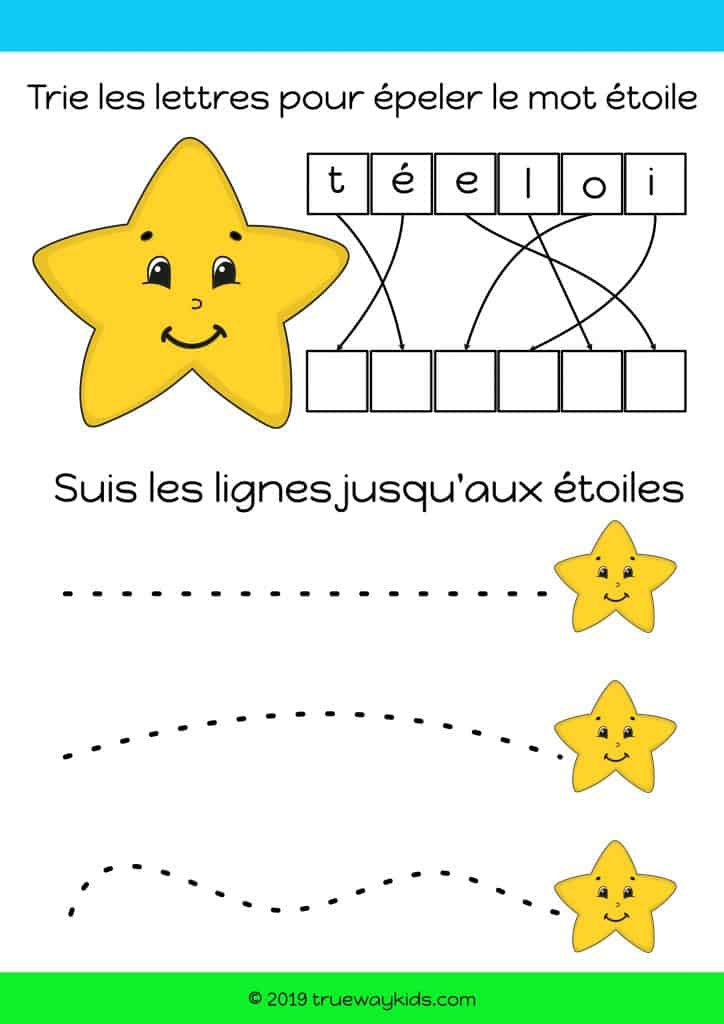 Trie les lettres pour épeler le mot étoile
t é e l o i
Suis les lignes jusqu'aux étoiles
© 2019 truewaykids.com